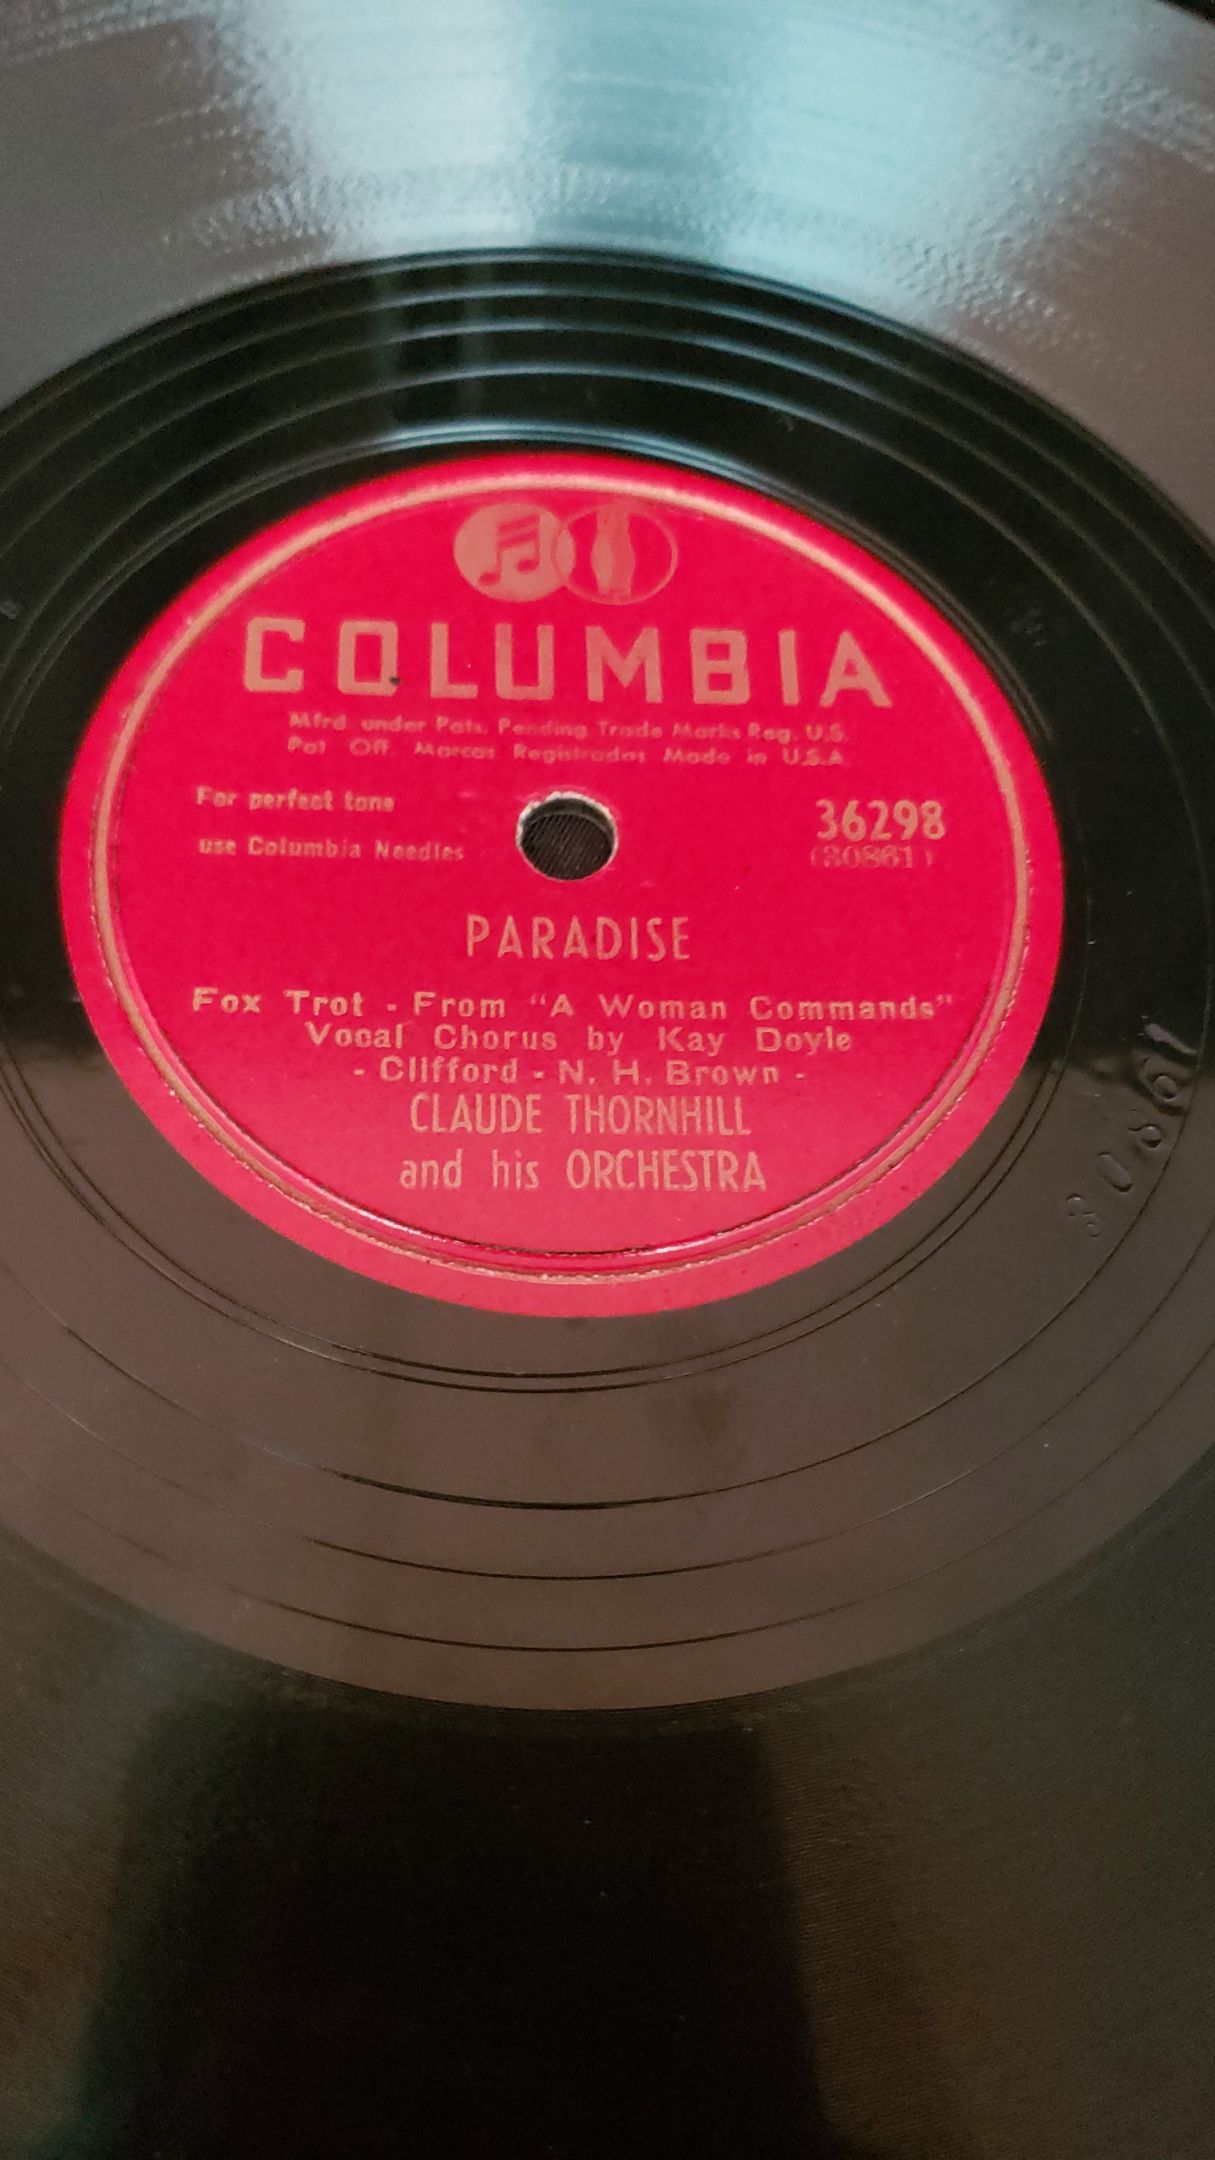 COLUMBIA
Mfrd. under Pats. Pending Trade Marks Reg. U.S.
Pat Off. Marcas Registradas Made in U.S.A.
For perfect tone
use Columbia Needles
36298
(30861)
PARADISE
Fox Trot - From "A Woman Commands"
Vocal Chorus by Kay Doyle
- Clifford - N. H. Brown -
CLAUDE THORNHILL
and his ORCHESTRA
30861